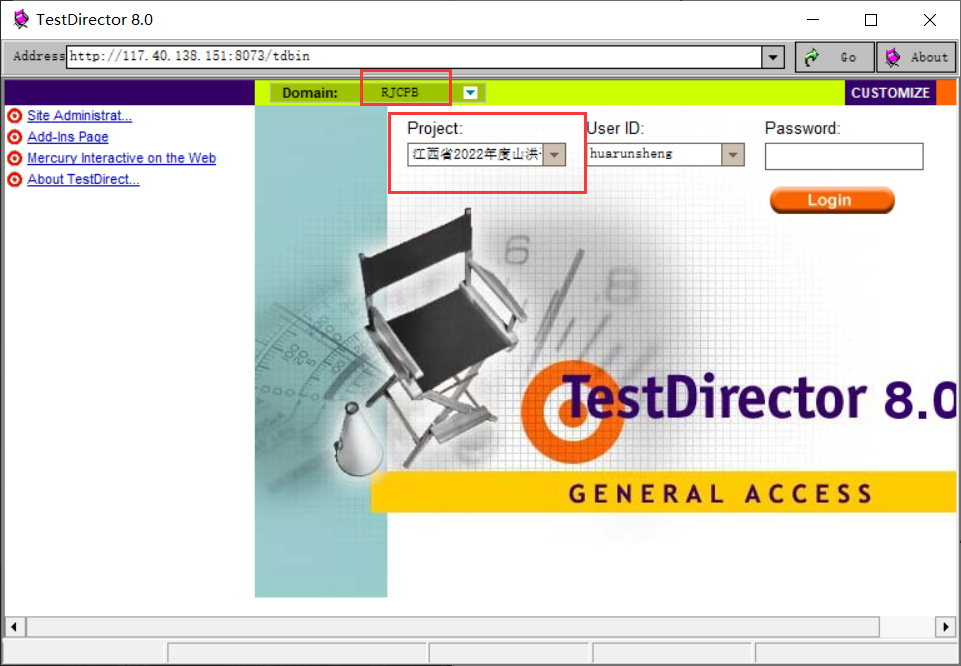 TestDirector 8.0
Address http://117.40.138.151:8073/tdbin Go About
Domain: RJCPB CUSTOMIZE
Site Administrat...
Add-Ins Page
Mercury Interactive on the Web
About TestDirect...
Project: User ID: Password:
江西省2022年度山洪 huarunsheng
Login
6
8
TestDirector 8.0
GENERAL ACCESS